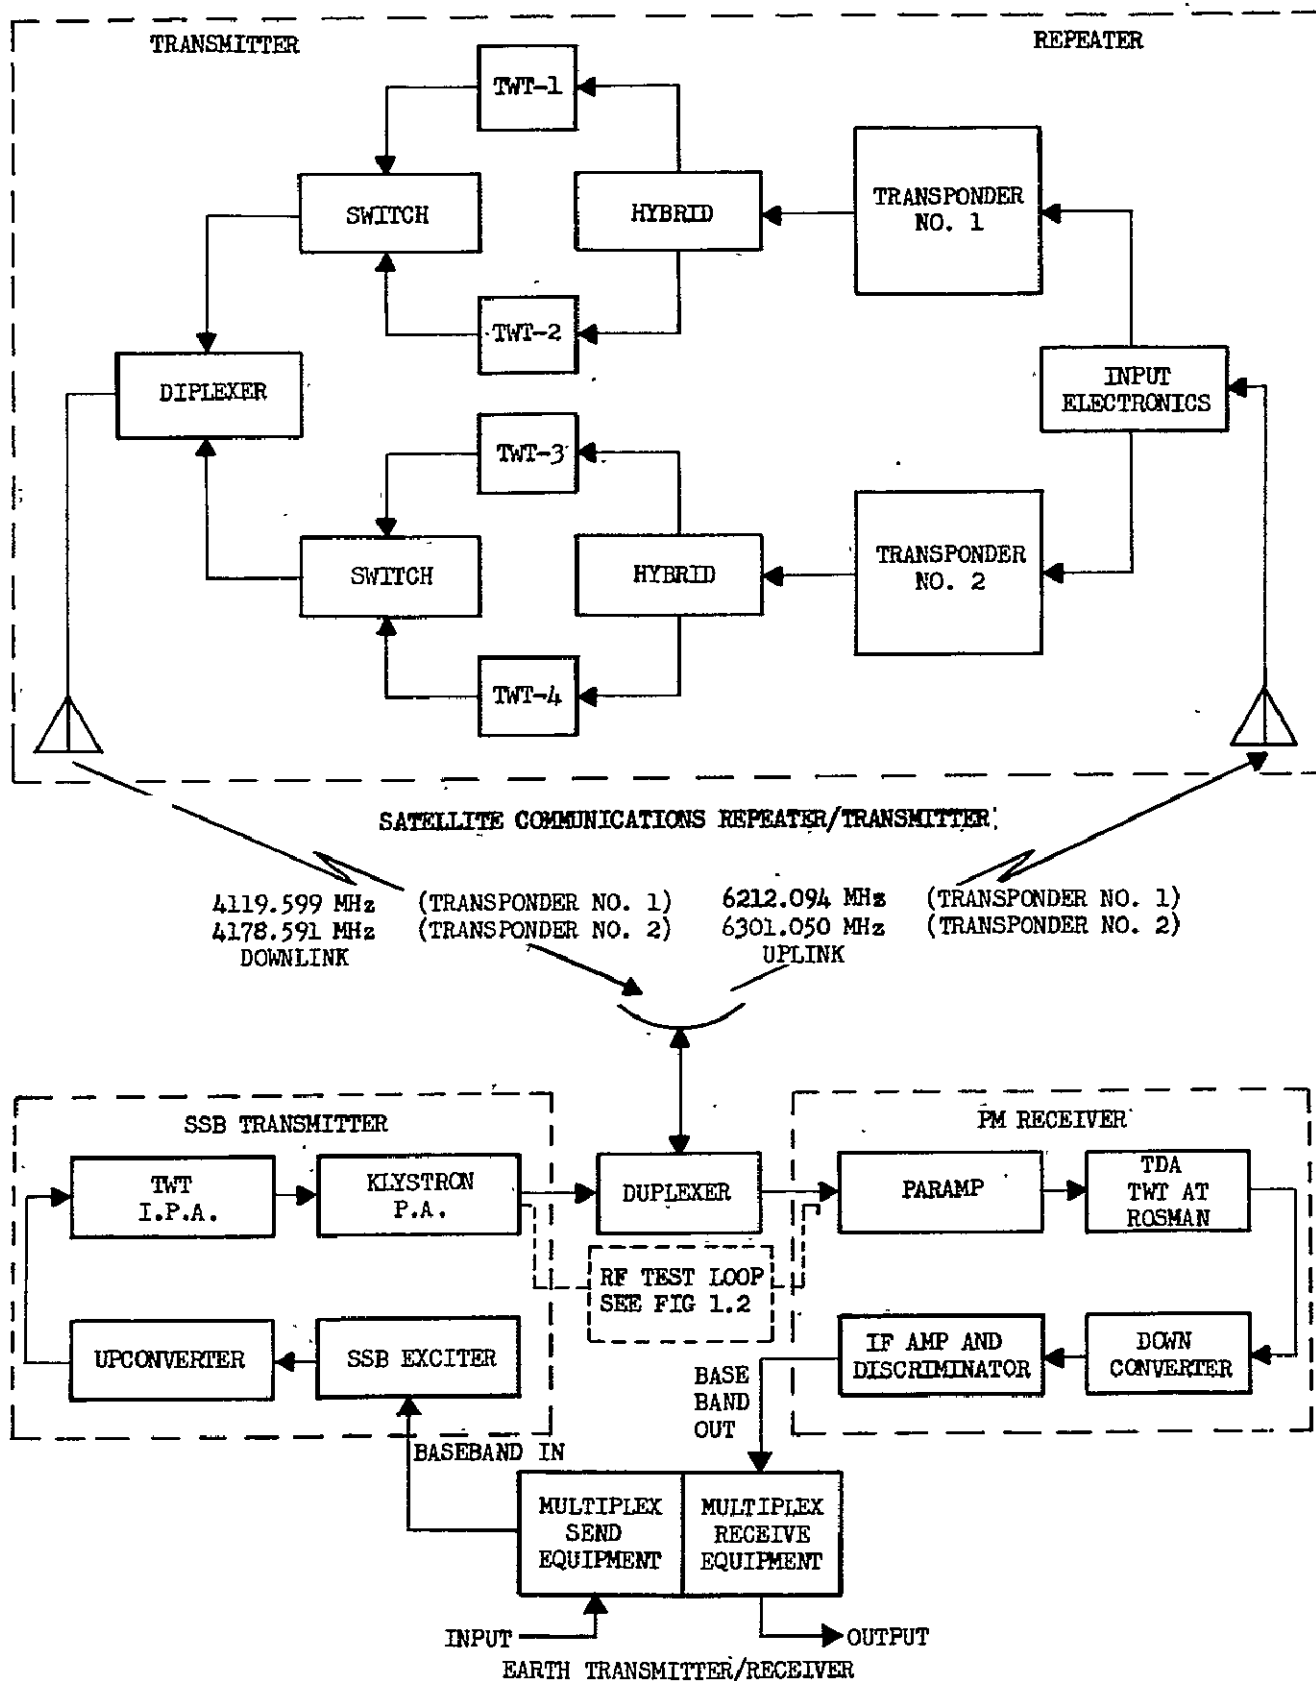 TRANSMITTER
REPEATER
TWT-1
SWITCH
HYBRID
TRANSPONDER
NO. 1
TWT-2
DIPLEXER
INPUT
ELECTRONICS
TWT-3
SWITCH
HYBRID
TRANSPONDER
NO. 2
TWT-4
SATELLITE COMMUNICATIONS REPEATER/TRANSMITTER
4119.599 MHz (TRANSPONDER NO. 1)
4178.591 MHz (TRANSPONDER NO. 2)
DOWNLINK
6212.094 MHz (TRANSPONDER NO. 1)
6301.050 MHz (TRANSPONDER NO. 2)
UPLINK
SSB TRANSMITTER
PM RECEIVER
TWT
I.P.A.
KLYSTRON
P.A.
DUPLEXER
PARAMP
TDA
TWT AT
ROSMAN
RF TEST LOOP
SEE FIG 1.2
UPCONVERTER
SSB EXCITER
IF AMP AND
DISCRIMINATOR
DOWN
CONVERTER
BASE
BAND
OUT
BASEBAND IN
MULTIPLEX
SEND
EQUIPMENT
MULTIPLEX
RECEIVE
EQUIPMENT
INPUT
OUTPUT
EARTH TRANSMITTER/RECEIVER